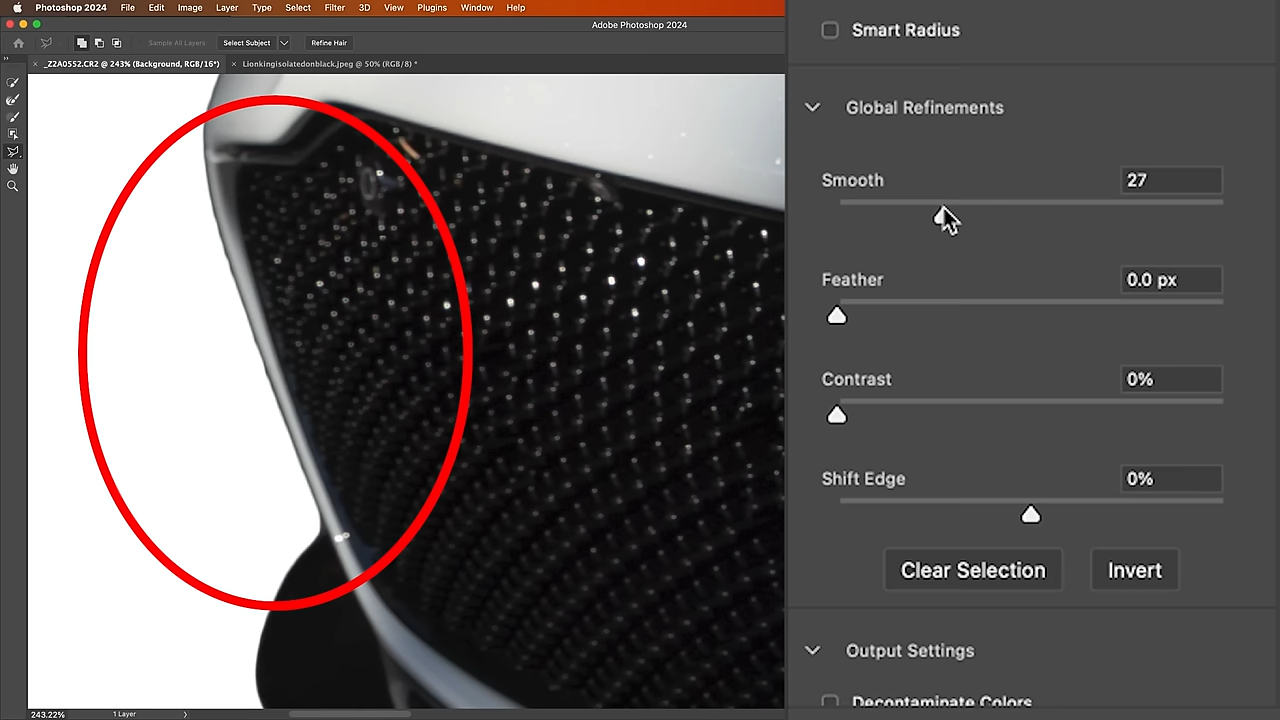 Photoshop 2024 File Edit Image Layer Type Select Filter 3D View Plugins Window Help
Adobe Photoshop 2024
Sample All Layers Select Subject Refine Hair
_Z2A0552.CR2 @ 243% (Background, RGB/16*) Lionkingisolatedonblack.jpeg @ 50% (RGB/8) *
Smart Radius
Global Refinements
Smooth 27
Feather 0.0 px
Contrast 0%
Shift Edge 0%
Clear Selection Invert
Output Settings
Decontaminate Colors
243.22% 1 Layer